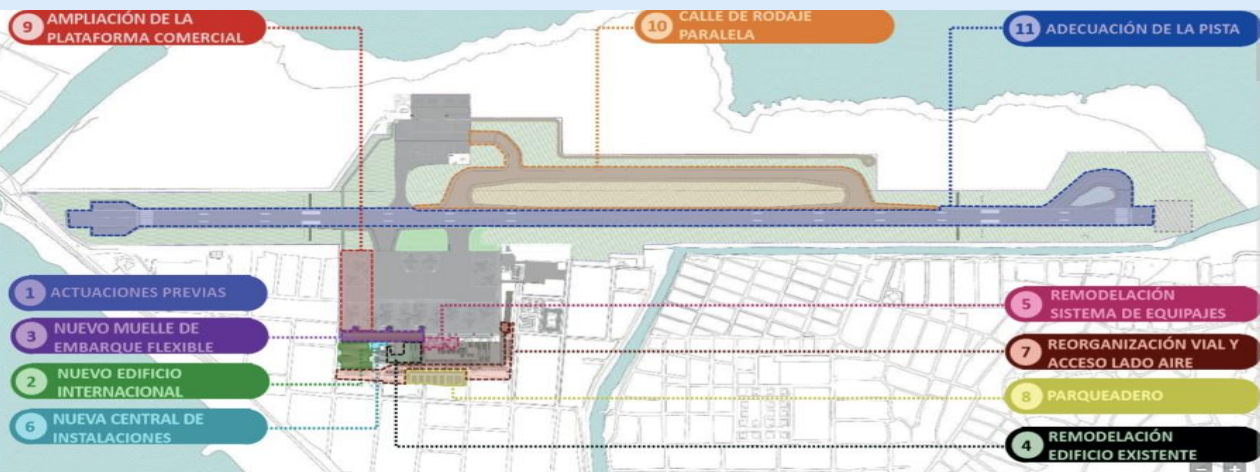 9 AMPLIACIÓN DE LA
PLATAFORMA COMERCIAL
10 CALLE DE RODAJE
PARALELA
11 ADECUACIÓN DE LA PISTA
1 ACTUACIONES PREVIAS
3 NUEVO MUELLE DE
EMBARQUE FLEXIBLE
2 NUEVO EDIFICIO
INTERNACIONAL
6 NUEVA CENTRAL DE
INSTALACIONES
5 REMODELACIÓN
SISTEMA DE EQUIPAJES
7 REORGANIZACIÓN VIAL Y
ACCESO LADO AIRE
8 PARQUEADERO
4 REMODELACIÓN
EDIFICIO EXISTENTE